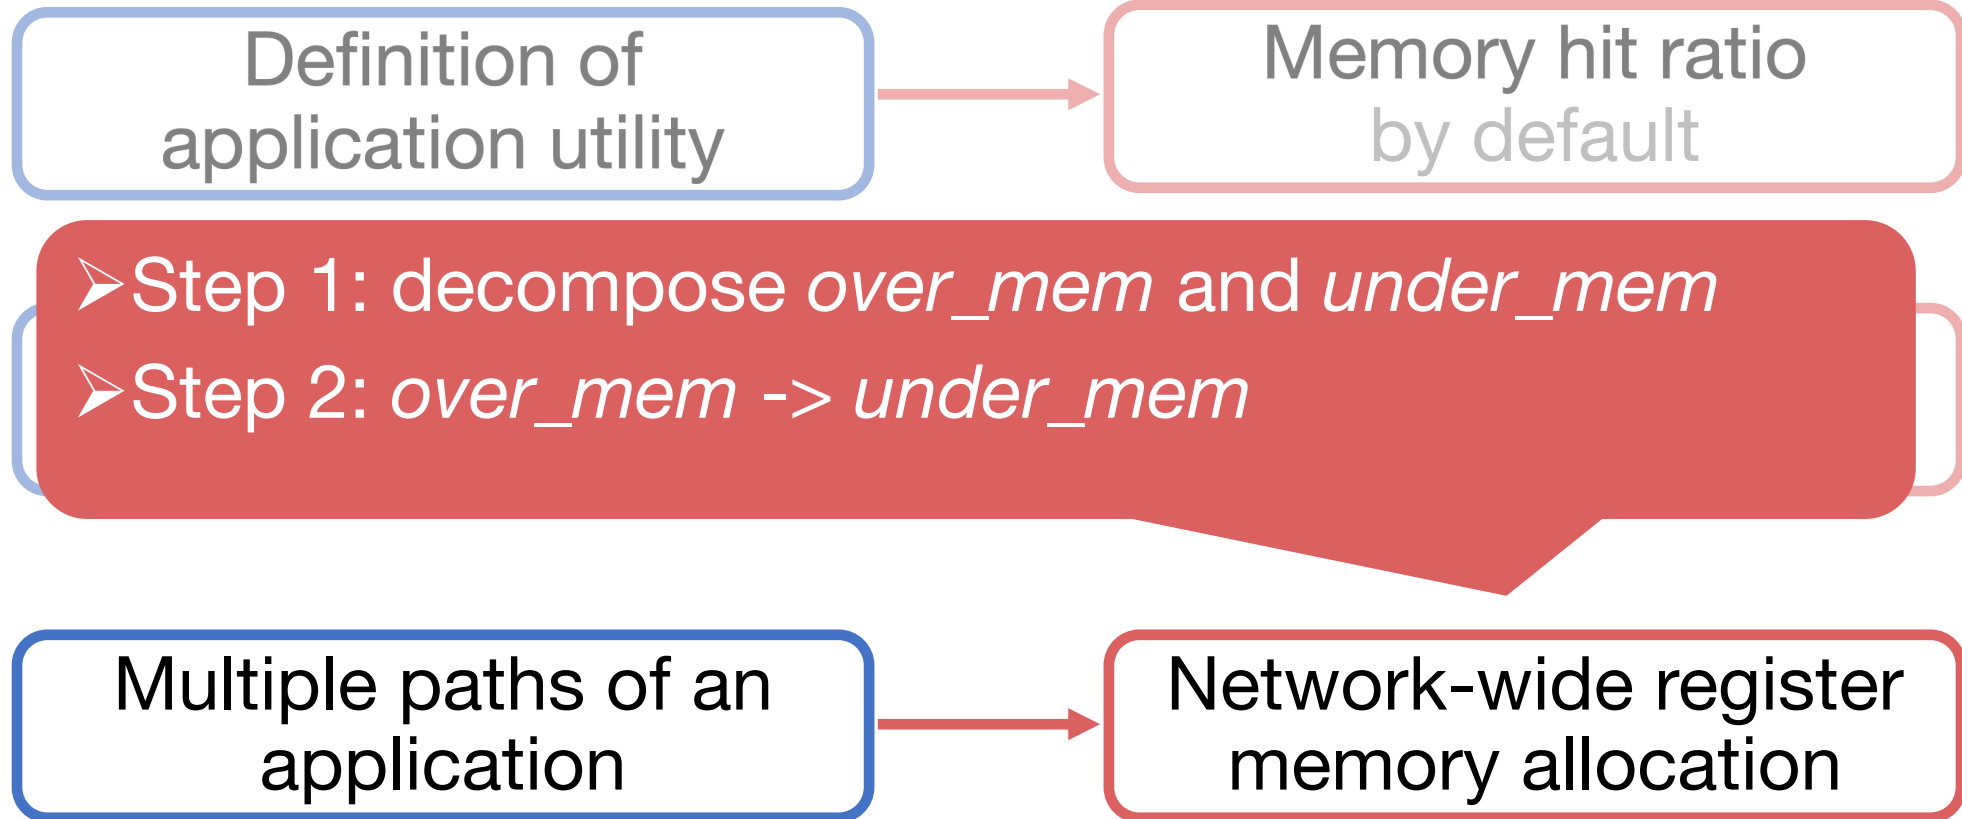 Definition of
application utility
Memory hit ratio
by default
➢Step 1: decompose over_mem and under_mem
➢Step 2: over_mem -> under_mem
Multiple paths of an
application
Network-wide register
memory allocation